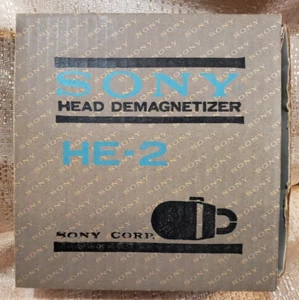 SONY
HEAD DEMAGNETIZER
HE-2
SONY CORP.